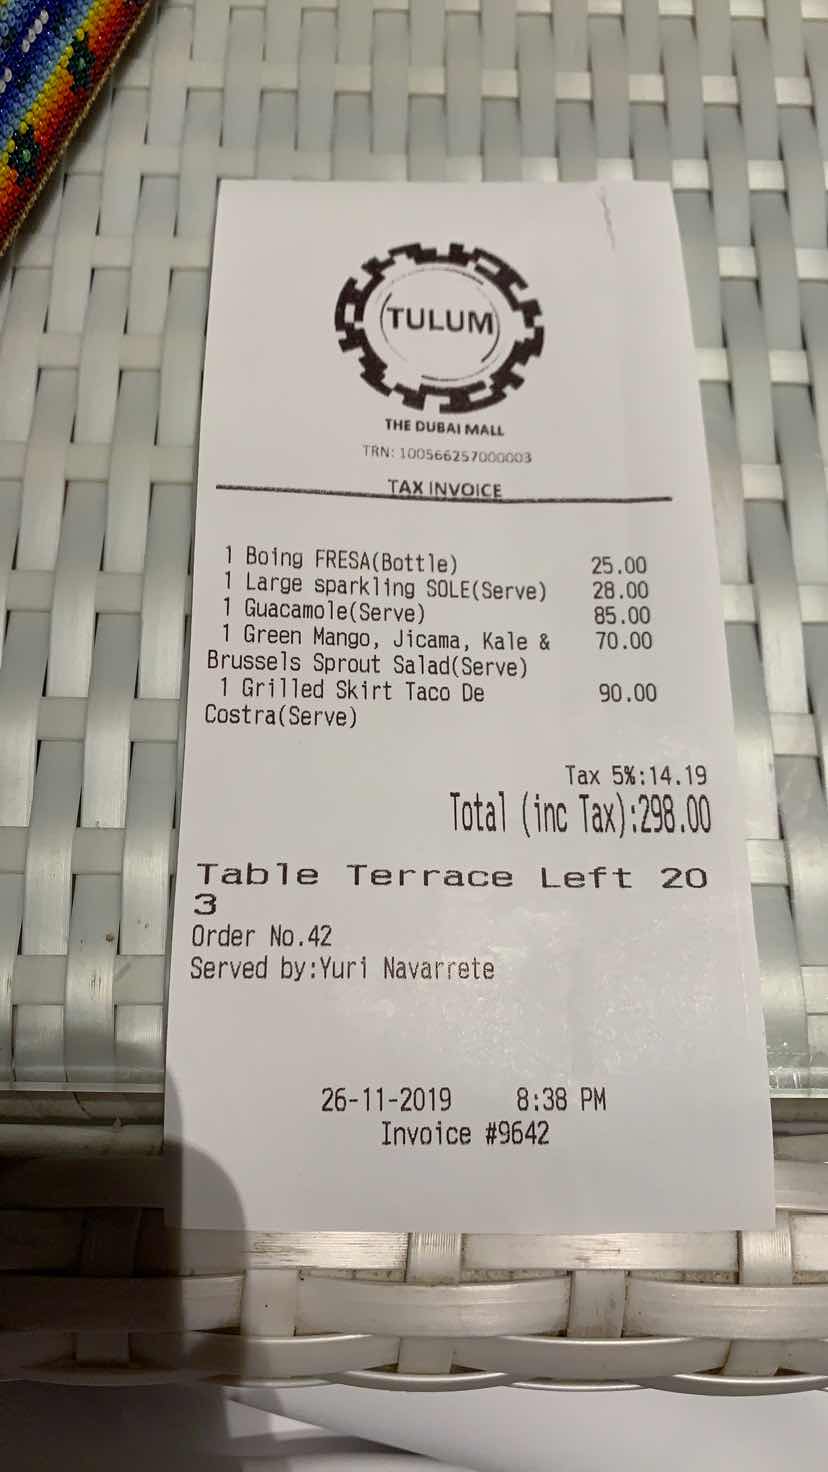 TULUM
THE DUBAI MALL
TRN: 100566257000003
TAX INVOICE
1 Boing FRESA(Bottle) 25.00
1 Large sparkling SOLE(Serve) 28.00
1 Guacamole(Serve) 85.00
1 Green Mango, Jicama, Kale & 70.00
Brussels Sprout Salad(Serve)
1 Grilled Skirt Taco De 90.00
Costra(Serve)
Tax 5%:14.19
Total (inc Tax):298.00
Table Terrace Left 20
3
Order No.42
Served by:Yuri Navarrete
26-11-2019 8:38 PM
Invoice #9642